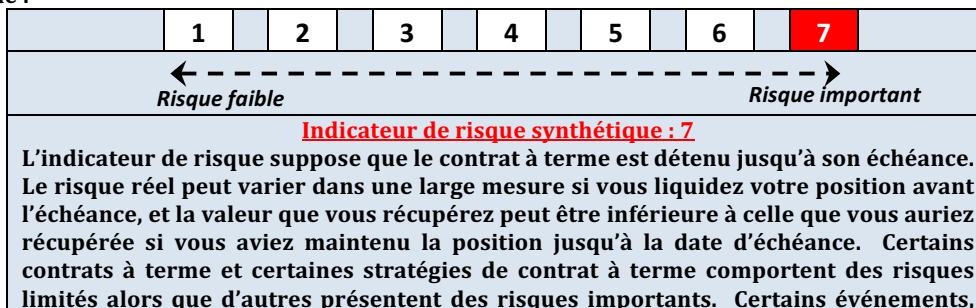 1 2 3 4 5 6 7
Risque faible Risque important
Indicateur de risque synthétique : 7
L'indicateur de risque suppose que le contrat à terme est détenu jusqu'à son échéance.
Le risque réel peut varier dans une large mesure si vous liquidez votre position avant
l'échéance, et la valeur que vous récupérez peut être inférieure à celle que vous auriez
récupérée si vous aviez maintenu la position jusqu'à la date d'échéance. Certains
contrats à terme et certaines stratégies de contrat à terme comportent des risques
limités alors que d'autres présentent des risques importants. Certains événements,